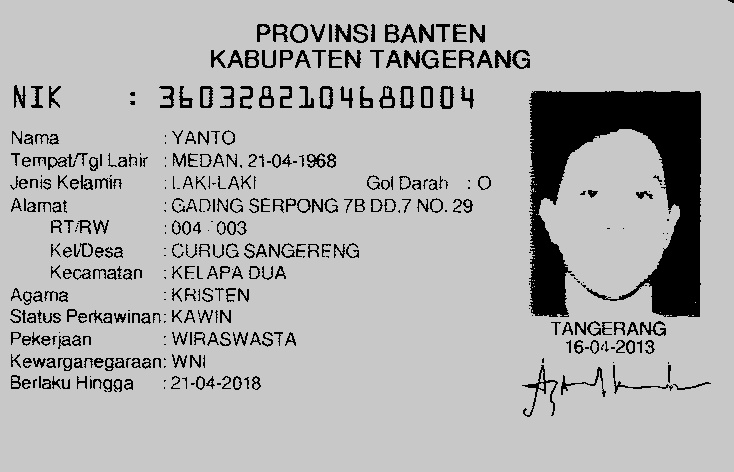 PROVINSI BANTEN
KABUPATEN TANGERANG
NIK : 3603282104680004
Nama : YANTO
Tempat/Tgl Lahir : MEDAN, 21-04-1968
Jenis Kelamin : LAKI-LAKI Gol Darah : O
Alamat : GADING SERPONG 7B DD.7 NO. 29
RT/RW : 004 / 003
Kel/Desa : CURUG SANGERENG
Kecamatan : KELAPA DUA
Agama : KRISTEN
Status Perkawinan: KAWIN
Pekerjaan : WIRASWASTA
Kewarganegaraan: WNI
Berlaku Hingga : 21-04-2018
TANGERANG
16-04-2013